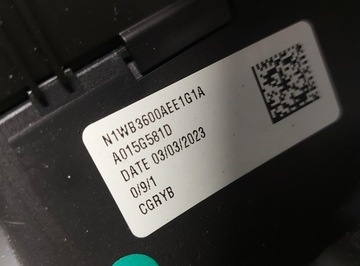 N1WB3600AEE1G1A
A015G581D
DATE 03/03/2023
0/9/1
CGRYB